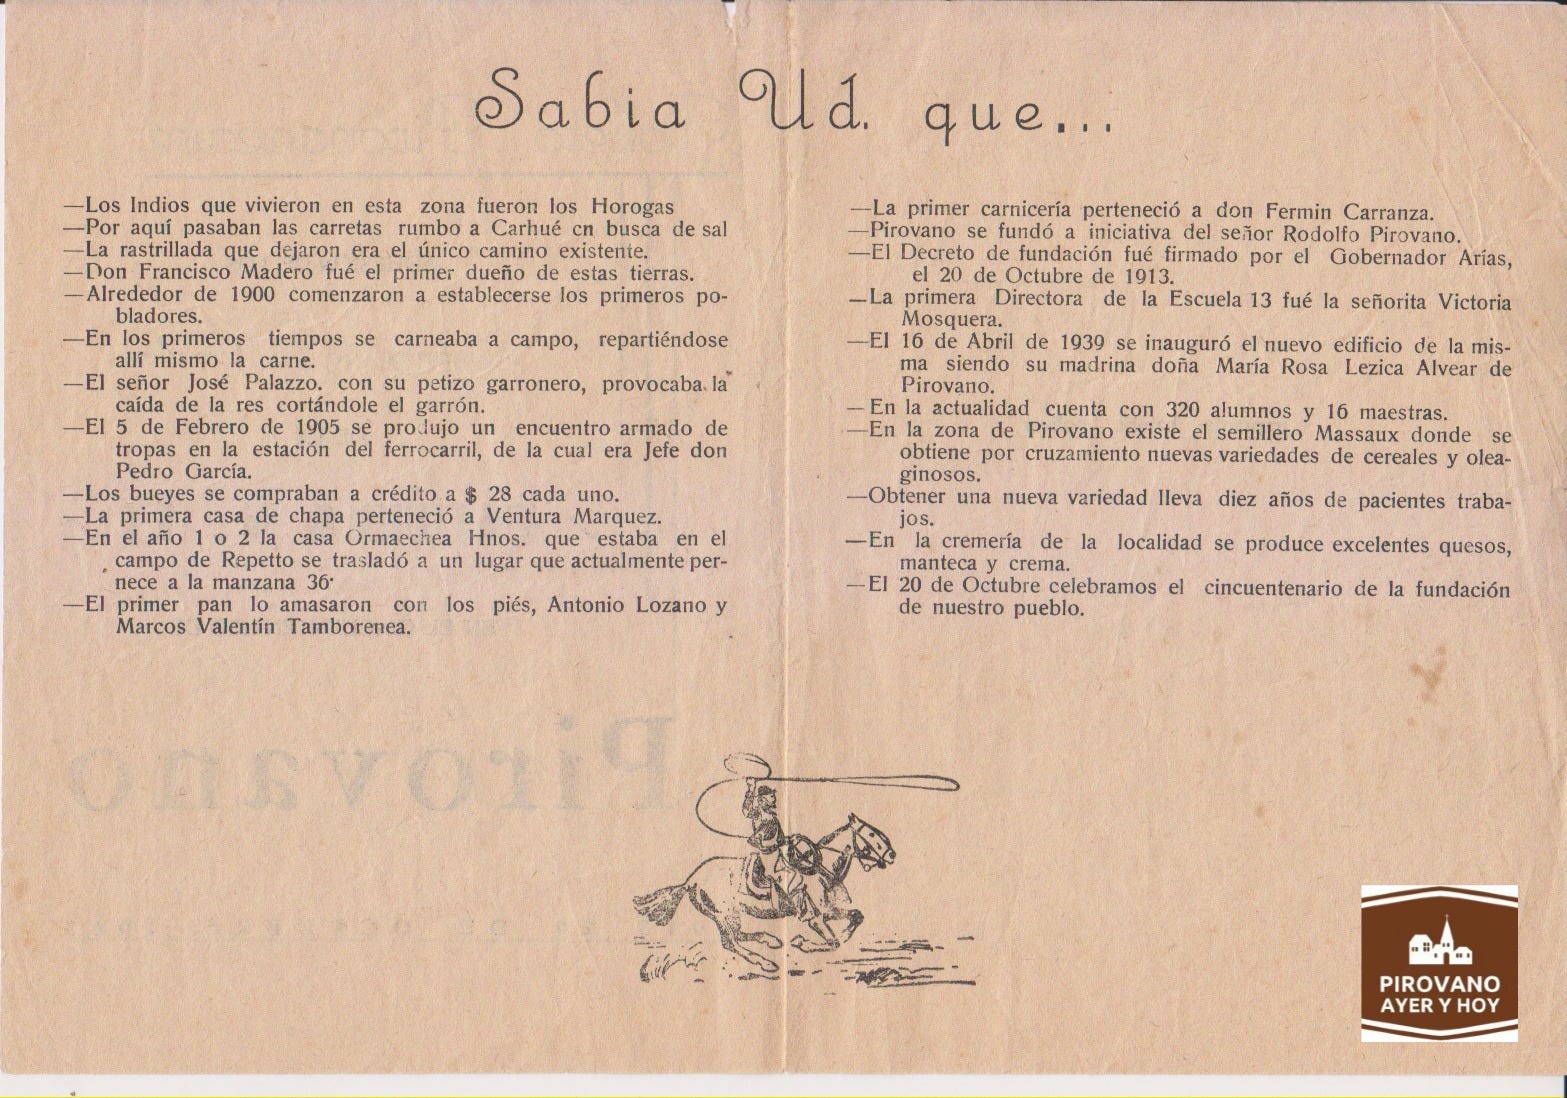 Sabia Ud. que...
—Los Indios que vivieron en esta zona fueron los Horogas
—Por aquí pasaban las carretas rumbo a Carhué cn busca de sal
—La rastrillada que dejaron era el único camino existente.
—Don Francisco Madero fué el primer dueño de estas tierras.
—Alrededor de 1900 comenzaron a establecerse los primeros po-
bladores.
—En los primeros tiempos se carneaba a campo, repartiéndose
allí mismo la carne.
—El señor José Palazzo. con su petizo garronero, provocaba la
caída de la res cortándole el garrón.
—El 5 de Febrero de 1905 se produjo un encuentro armado de
tropas en la estación del ferrocarril, de la cual era Jefe don
Pedro García.
—Los bueyes se compraban a crédito a $ 28 cada uno.
—La primera casa de chapa perteneció a Ventura Marquez.
—En el año 1 o 2 la casa Ormaechea Hnos. que estaba en el
campo de Repetto se trasladó a un lugar que actualmente per-
nece a la manzana 36·
—El primer pan lo amasaron con los piés, Antonio Lozano y
Marcos Valentín Tamborenea.
—La primer carnicería perteneció a don Fermin Carranza.
—Pirovano se fundó a iniciativa del señor Rodolfo Pirovano.
—El Decreto de fundación fué firmado por el Gobernador Arías,
el 20 de Octubre de 1913.
—La primera Directora de la Escuela 13 fué la señorita Victoria
Mosquera.
—El 16 de Abril de 1939 se inauguró el nuevo edificio de la mis-
ma siendo su madrina doña María Rosa Lezica Alvear de
Pirovano.
—En la actualidad cuenta con 320 alumnos y 16 maestras.
—En la zona de Pirovano existe el semillero Massaux donde se
obtiene por cruzamiento nuevas variedades de cereales y olea-
ginosos.
—Obtener una nueva variedad lleva diez años de pacientes traba-
jos.
—En la cremería de la localidad se produce excelentes quesos,
manteca y crema.
—El 20 de Octubre celebramos el cincuentenario de la fundación
de nuestro pueblo.
Pirovano
PIROVANO
AYER Y HOY